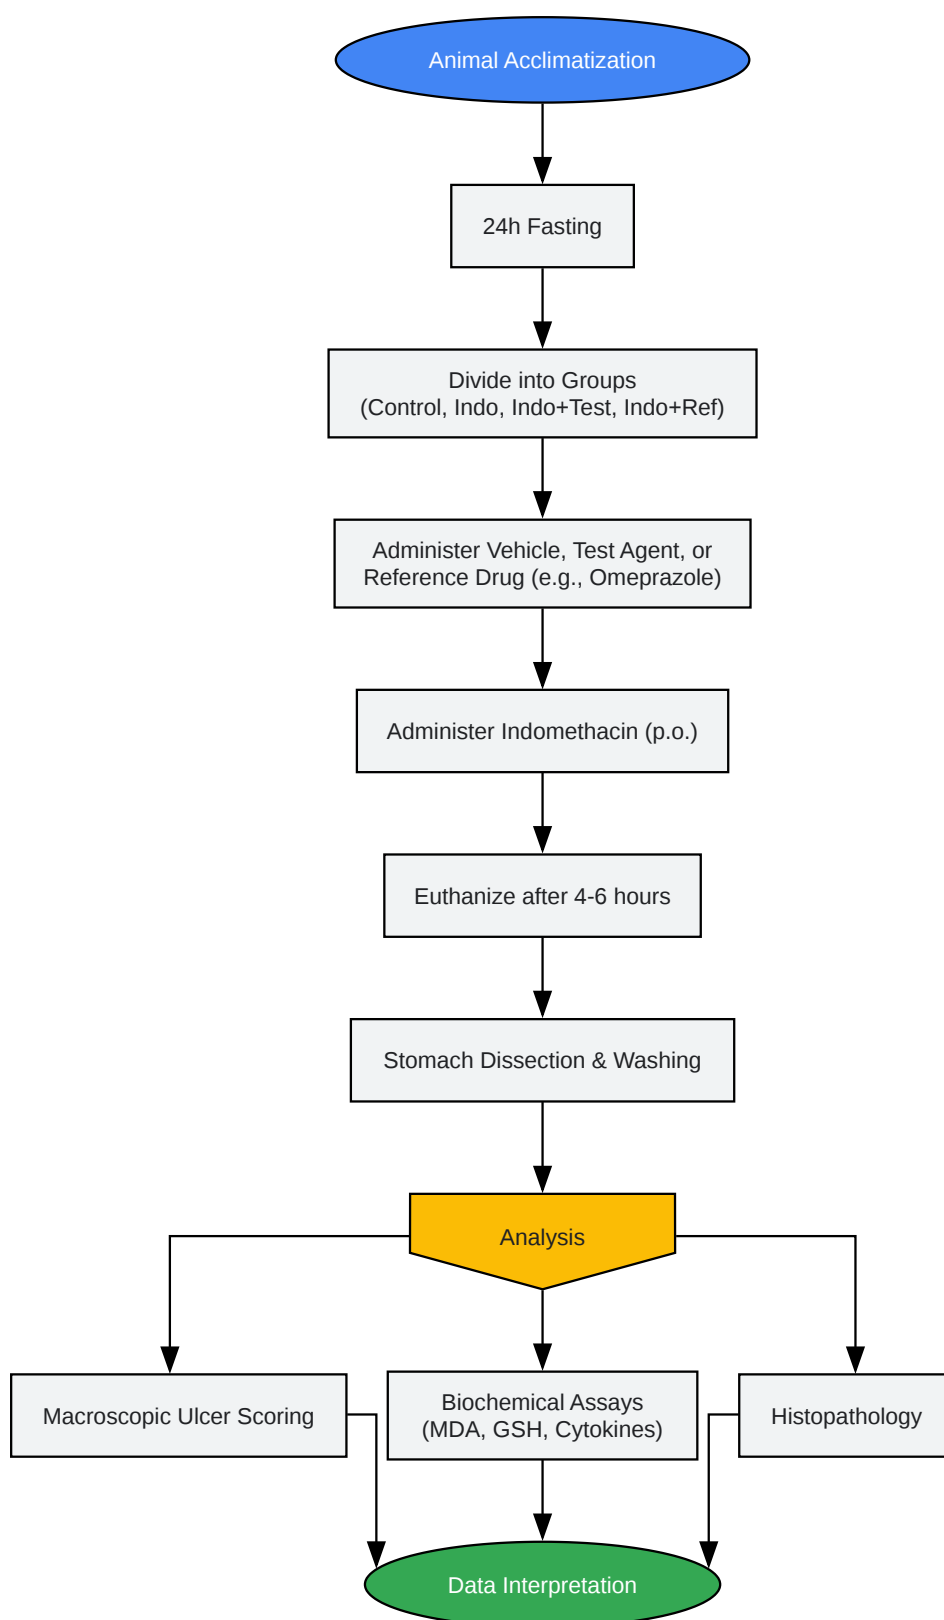 Animal Acclimatization
24h Fasting
Divide into Groups
(Control, Indo, Indo+Test, Indo+Ref)
Administer Vehicle, Test Agent, or
Reference Drug (e.g., Omeprazole)
Administer Indomethacin (p.o.)
Euthanize after 4-6 hours
Stomach Dissection & Washing
Analysis
Macroscopic Ulcer Scoring
Biochemical Assays
(MDA, GSH, Cytokines)
Histopathology
Data Interpretation